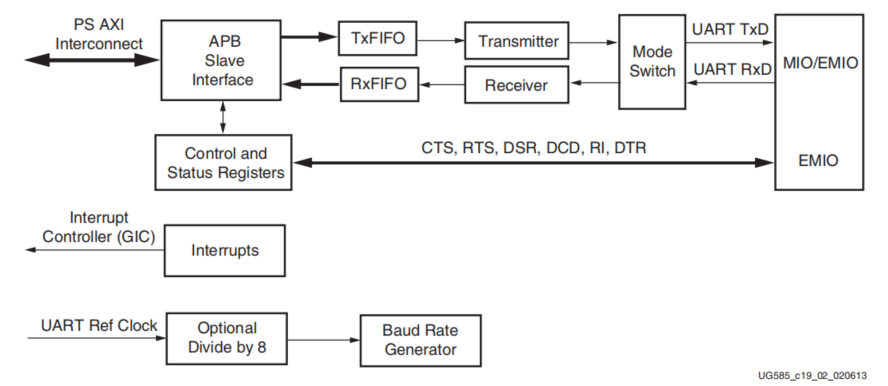 PS AXI
Interconnect
APB
Slave
Interface
TxFIFO
Transmitter
Mode
Switch
UART TxD
MIO/EMIO
RxFIFO
Receiver
UART RxD
Control and
Status Registers
CTS, RTS, DSR, DCD, RI, DTR
EMIO
Interrupt
Controller (GIC)
Interrupts
UART Ref Clock
Optional
Divide by 8
Baud Rate
Generator
UG585_c19_02_020613